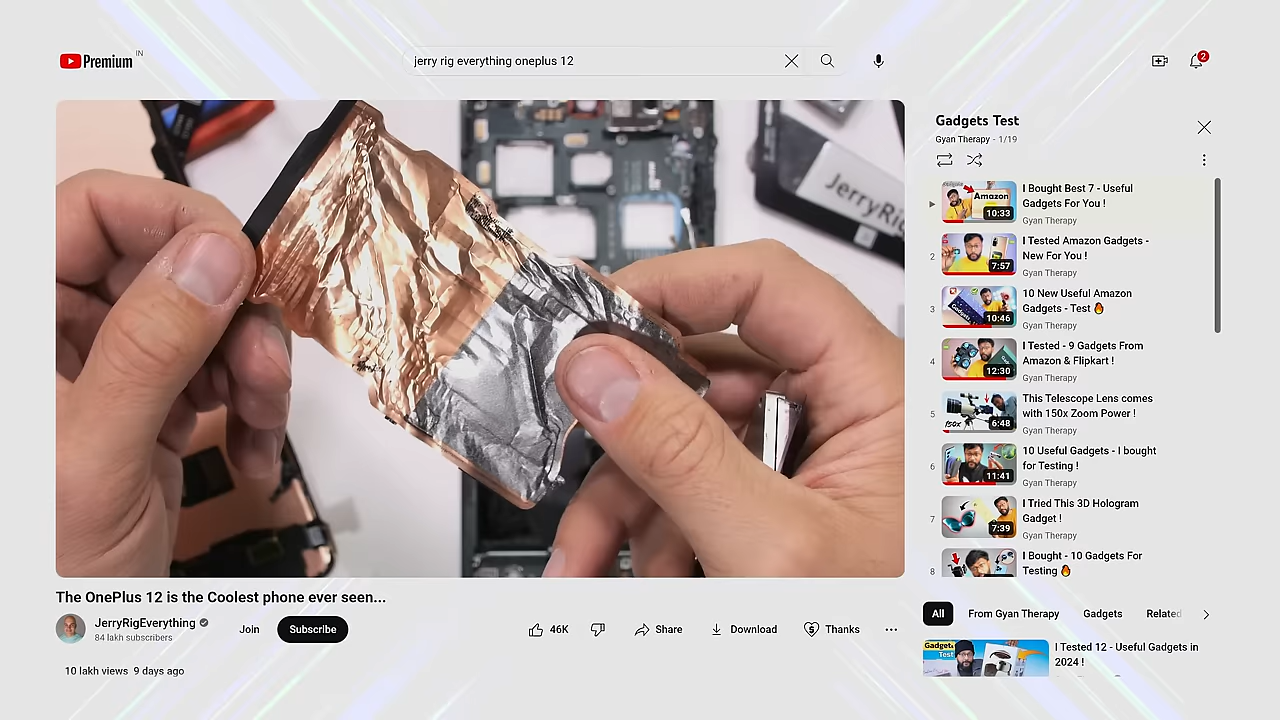 Premium IN
jerry rig everything oneplus 12
2
JerryRig
The OnePlus 12 is the Coolest phone ever seen...
JerryRigEverything
84 lakh subscribers
Join
Subscribe
46K
Share
Download
Thanks
10 lakh views 9 days ago
Gadgets Test
Gyan Therapy - 1/19
Amazon
10:33
I Bought Best 7 - Useful
Gadgets For You !
Gyan Therapy
2
7:57
I Tested Amazon Gadgets -
New For You !
Gyan Therapy
3
Gadgets
10:46
10 New Useful Amazon
Gadgets - Test 🔥
Gyan Therapy
4
12:30
I Tested - 9 Gadgets From
Amazon & Flipkart !
Gyan Therapy
5
150x
6:48
This Telescope Lens comes
with 150x Zoom Power !
Gyan Therapy
6
11:41
10 Useful Gadgets - I bought
for Testing !
Gyan Therapy
7
7:39
I Tried This 3D Hologram
Gadget !
Gyan Therapy
8
I Bought - 10 Gadgets For
Testing 🔥
All
From Gyan Therapy
Gadgets
Related
Gadgets
Test
I Tested 12 - Useful Gadgets in
2024 !